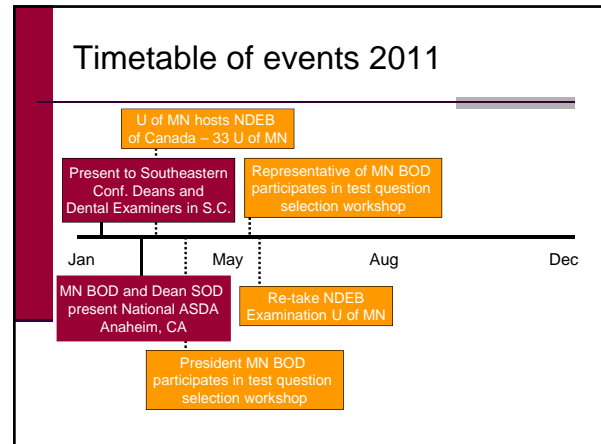 Timetable of events 2011
U of MN hosts NDEB
of Canada – 33 U of MN
Present to Southeastern
Conf. Deans and
Dental Examiners in S.C.
Representative of MN BOD
participates in test question
selection workshop
Jan May Aug Dec
MN BOD and Dean SOD
present National ASDA
Anaheim, CA
Re-take NDEB
Examination U of MN
President MN BOD
participates in test question
selection workshop